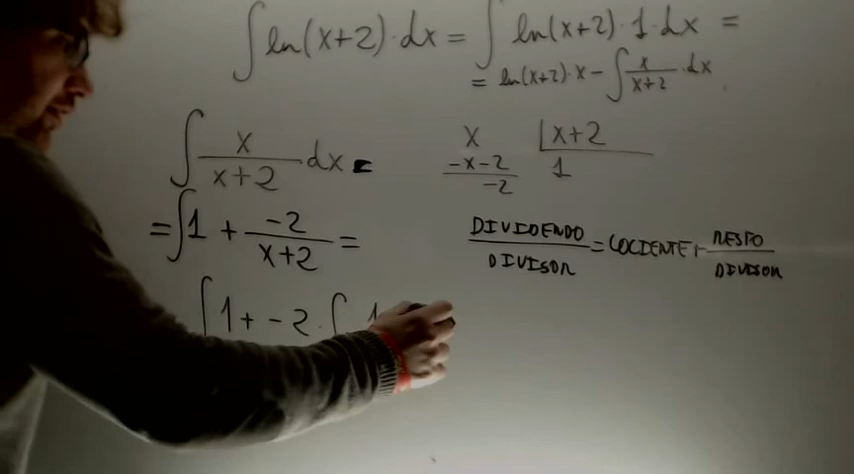 ∫ ln(x+2)·dx = ∫ ln(x+2)·1·dx =
= ln(x+2)·x − ∫ x/(x+2) ·dx
∫ x/(x+2) dx =
x |x+2
−x−2 1
−2
= ∫ 1 + −2/(x+2) =
DIVIDENDO/DIVISOR = COCIENTE + RESTO/DIVISOR
∫ 1 + −2·∫ 1